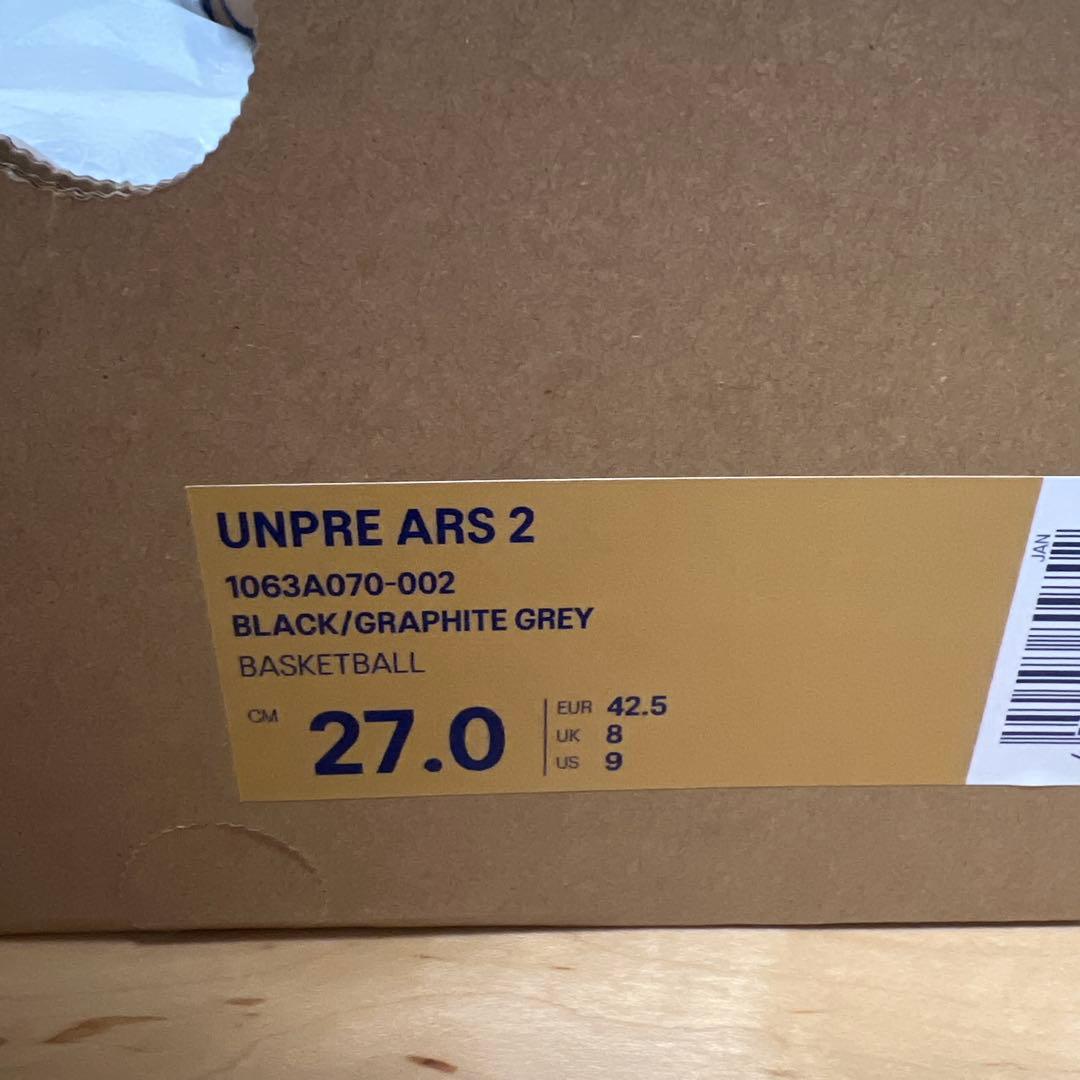 UNPRE ARS 2
1063A070-002
BLACK/GRAPHITE GREY
BASKETBALL
CM 27.0
EUR 42.5
UK 8
US 9
JAN